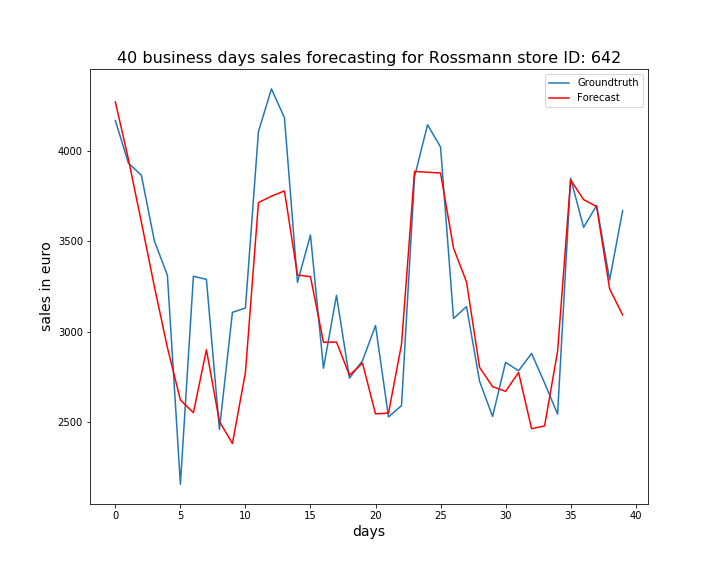 40 business days sales forecasting for Rossmann store ID: 642
Groundtruth
Forecast
sales in euro
4000
3500
3000
2500
0 5 10 15 20 25 30 35 40
days